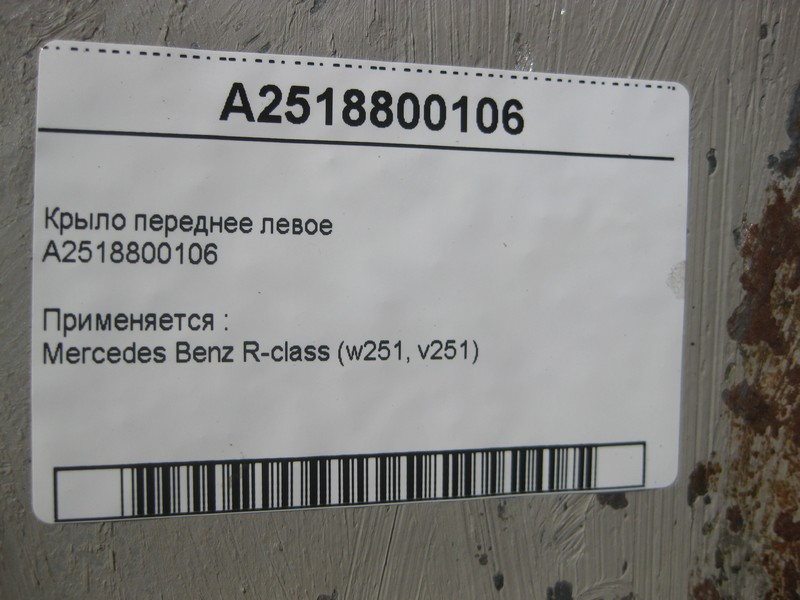 A2518800106
Крыло переднее левое
A2518800106
Применяется :
Mercedes Benz R-class (w251, v251)